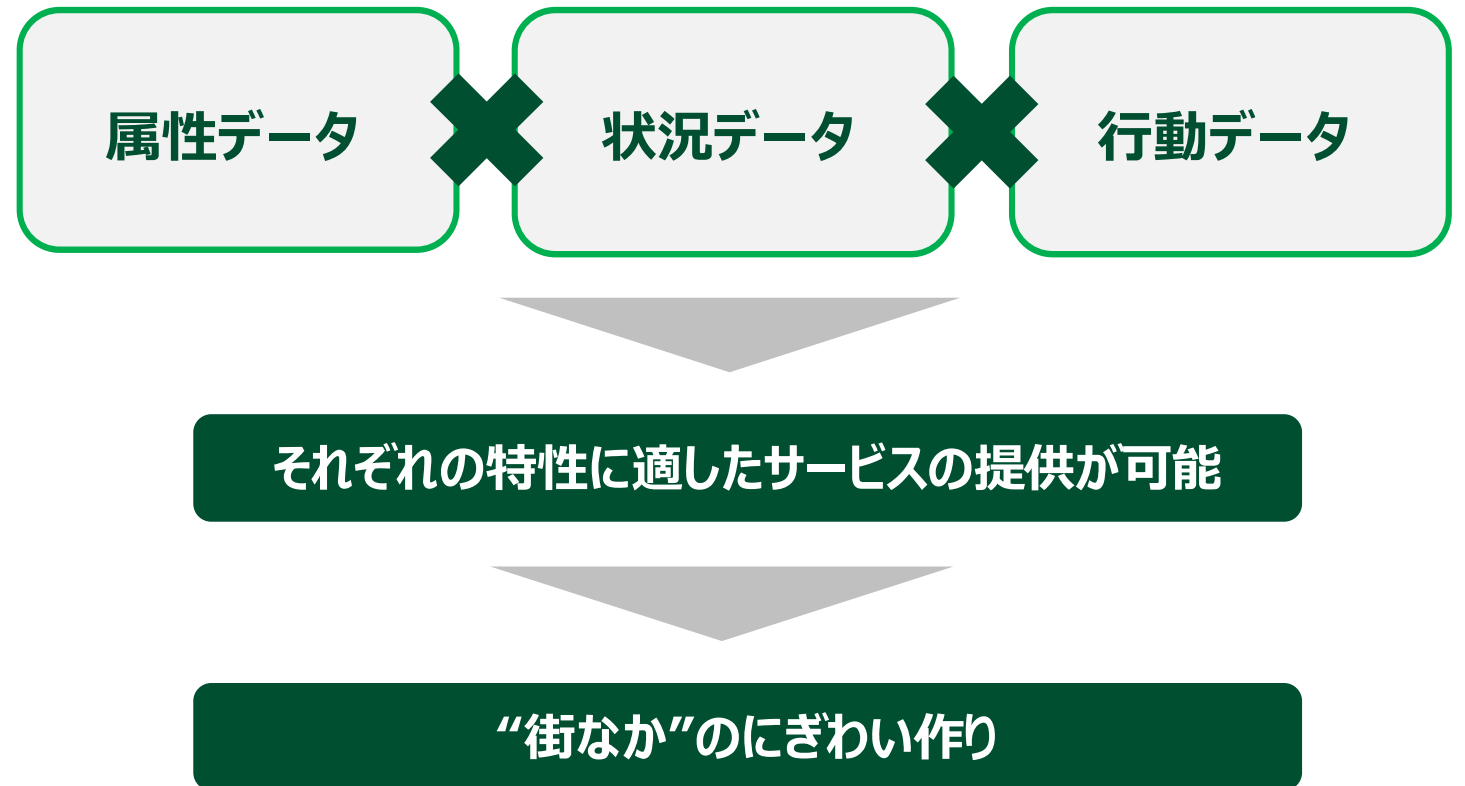 属性データ
状況データ
行動データ
それぞれの特性に適したサービスの提供が可能
“街なか”のにぎわい作り